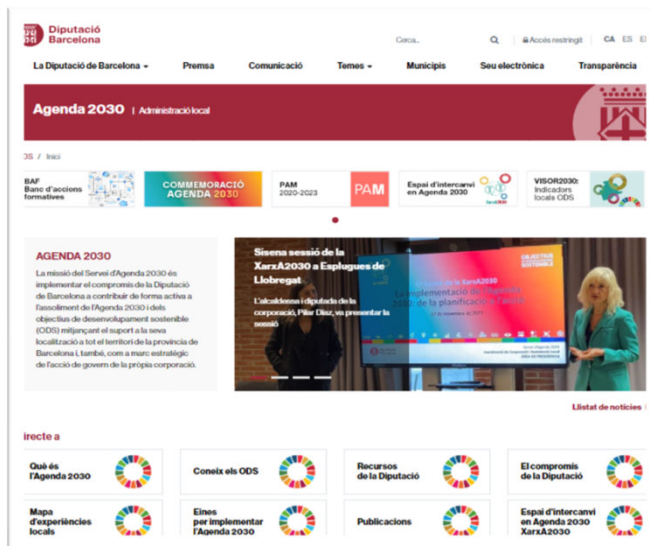 Diputació
Barcelona
Cerca...
Accés restringit
CA ES
La Diputació de Barcelona
Premsa
Comunicació
Temes
Municipis
Seu electrònica
Transparència
Agenda 2030 | Administració local
/ Inici
BAF
Banc d'accions
formatives
COMMEMORACIÓ
AGENDA 2030
PAM
2020-2023
PAM
Espai d'intercanvi
en Agenda 2030
VISOR2030:
Indicadors
locals ODS
AGENDA 2030
La missió del Servei d'Agenda 2030 és
implementar el compromís de la Diputació
de Barcelona a contribuir de forma activa a
l'assoliment de l'Agenda 2030 i dels
objectius de desenvolupament sostenible
(ODS) mitjançant el suport a la seva
localització a tot el territori de la província de
Barcelona i, també, com a marc estratègic
de l'acció de govern de la pròpia corporació.
Sisena sessió de la
XarxA2030 a Esplugues de
Llobregat
L'alcaldessa i diputada de la
corporació, Pilar Díaz, va presentar la
sessió
Llistat de notícies
irecte a
Què és
l'Agenda 2030
Coneix els ODS
Recursos
de la Diputació
El compromís
de la Diputació
Mapa
d'experiències
locals
Eines
per implementar
l'Agenda 2030
Publicacions
Espai d'intercanvi
en Agenda 2030
XarxA2030